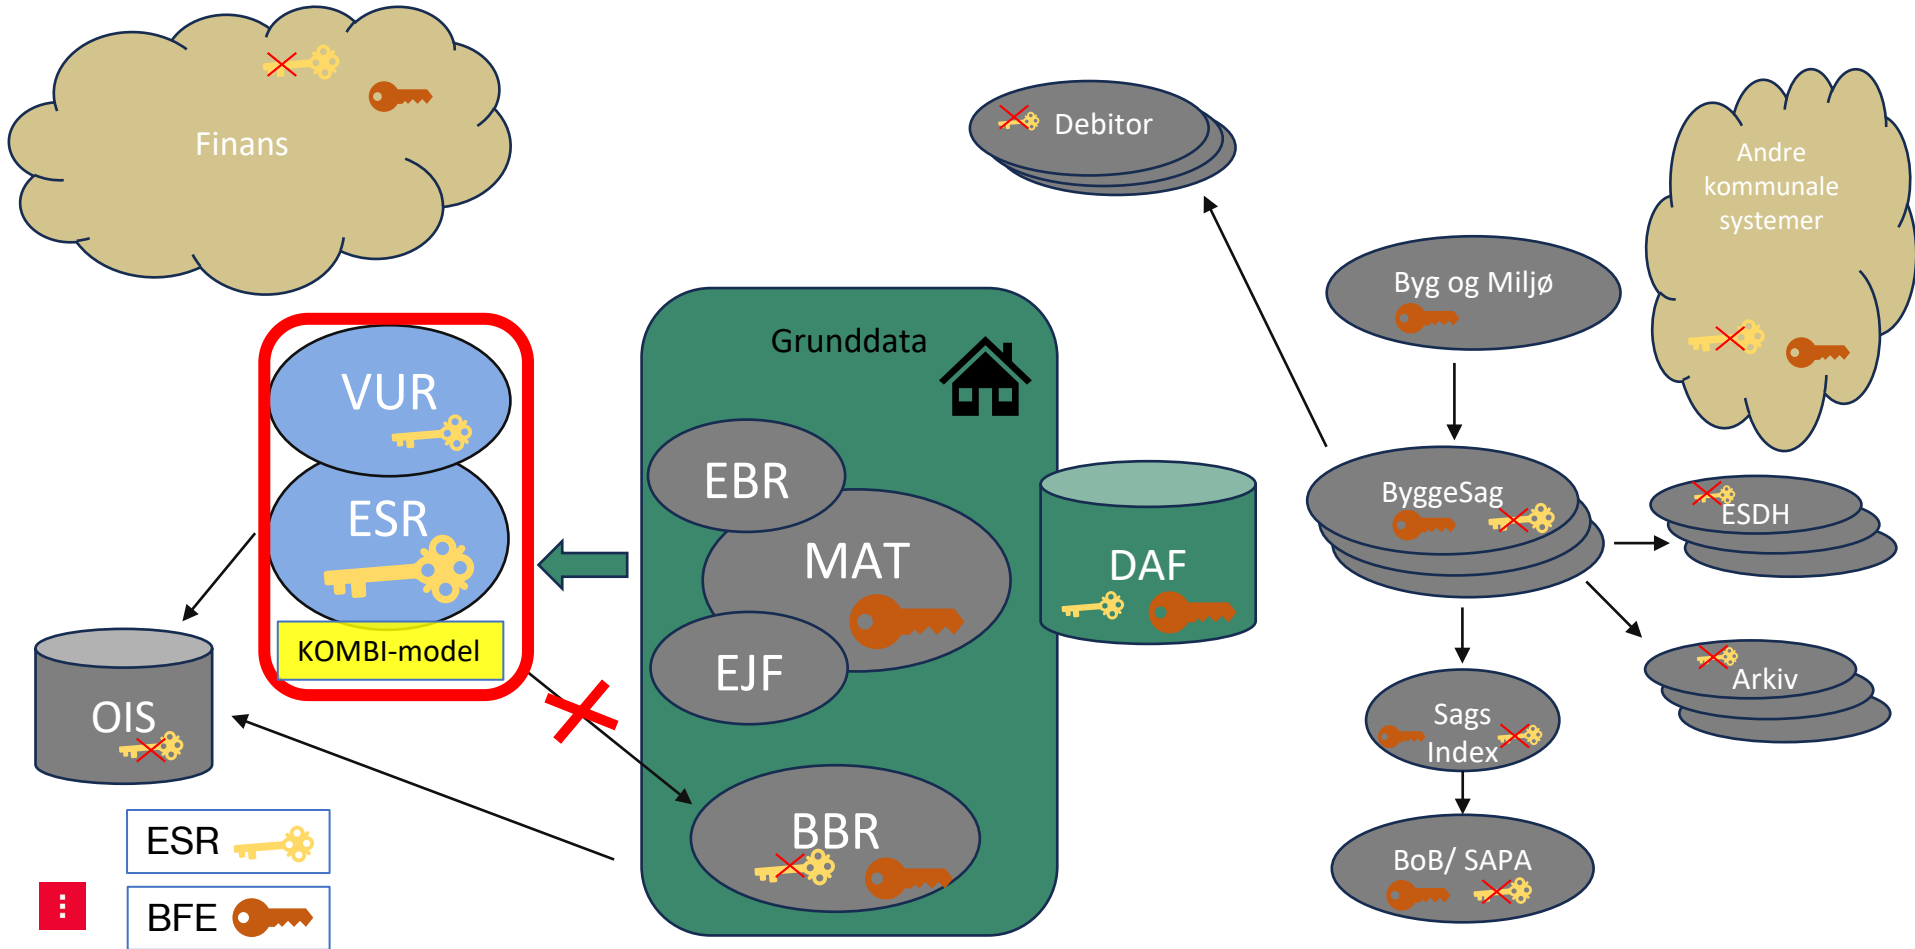 Finans
Debitor
Andre
kommunale
systemer
Byg og Miljø
Grunddata
VUR
ESR
KOMBI-model
EBR
MAT
EJF
DAF
ByggeSag
ESDH
Arkiv
OIS
Sags
Index
BBR
BoB/ SAPA
ESR
BFE